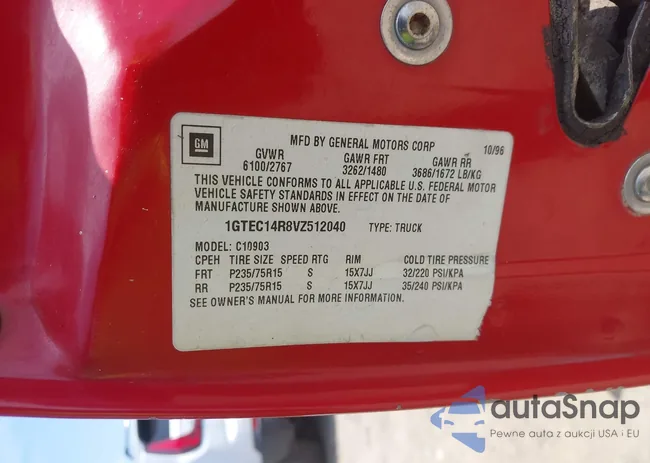 GM
MFD BY GENERAL MOTORS CORP 10/96
GVWR GAWR FRT GAWR RR
6100/2767 3262/1480 3686/1672 LB/KG
THIS VEHICLE CONFORMS TO ALL APPLICABLE U.S. FEDERAL MOTOR
VEHICLE SAFETY STANDARDS IN EFFECT ON THE DATE OF
MANUFACTURE SHOWN ABOVE.
1GTEC14R8VZ512040 TYPE: TRUCK
MODEL: C10903
CPEH TIRE SIZE SPEED RTG RIM COLD TIRE PRESSURE
FRT P235/75R15 S 15X7JJ 32/220 PSI/KPA
RR P235/75R15 S 15X7JJ 35/240 PSI/KPA
SEE OWNER'S MANUAL FOR MORE INFORMATION.
autoSnap
Pewne auta z aukcji USA i EU